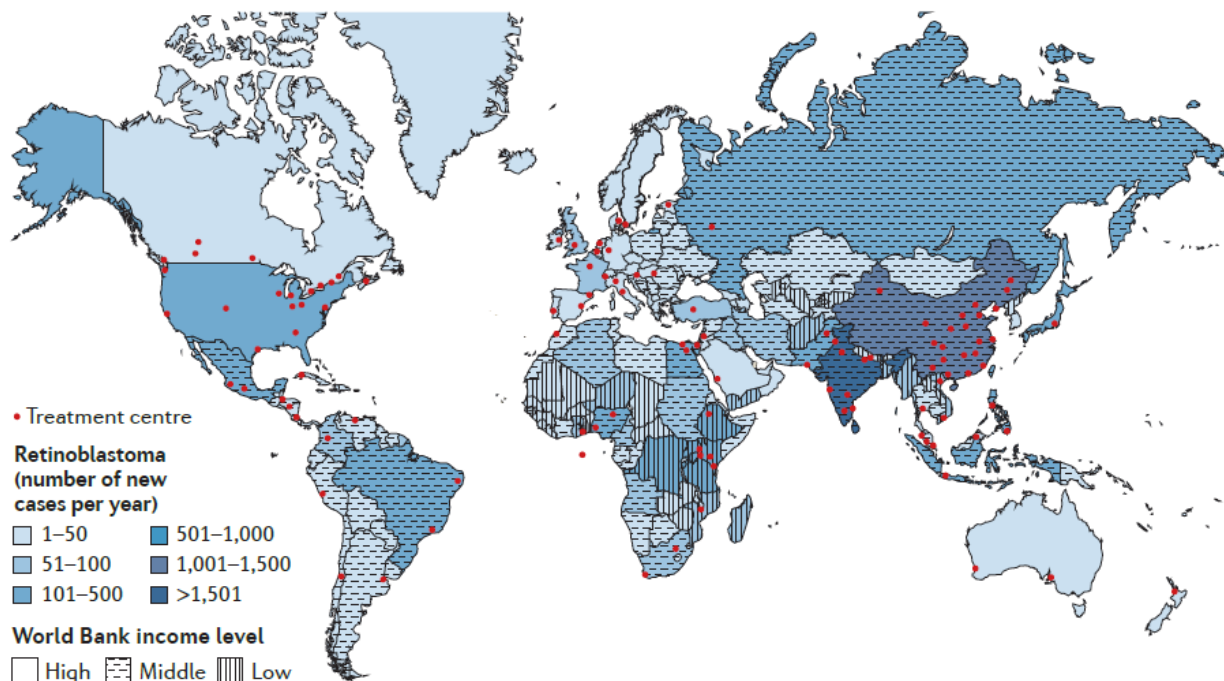 Treatment centre
Retinoblastoma
(number of new
cases per year)
1–50 501–1,000
51–100 1,001–1,500
101–500 >1,501
World Bank income level
High Middle Low